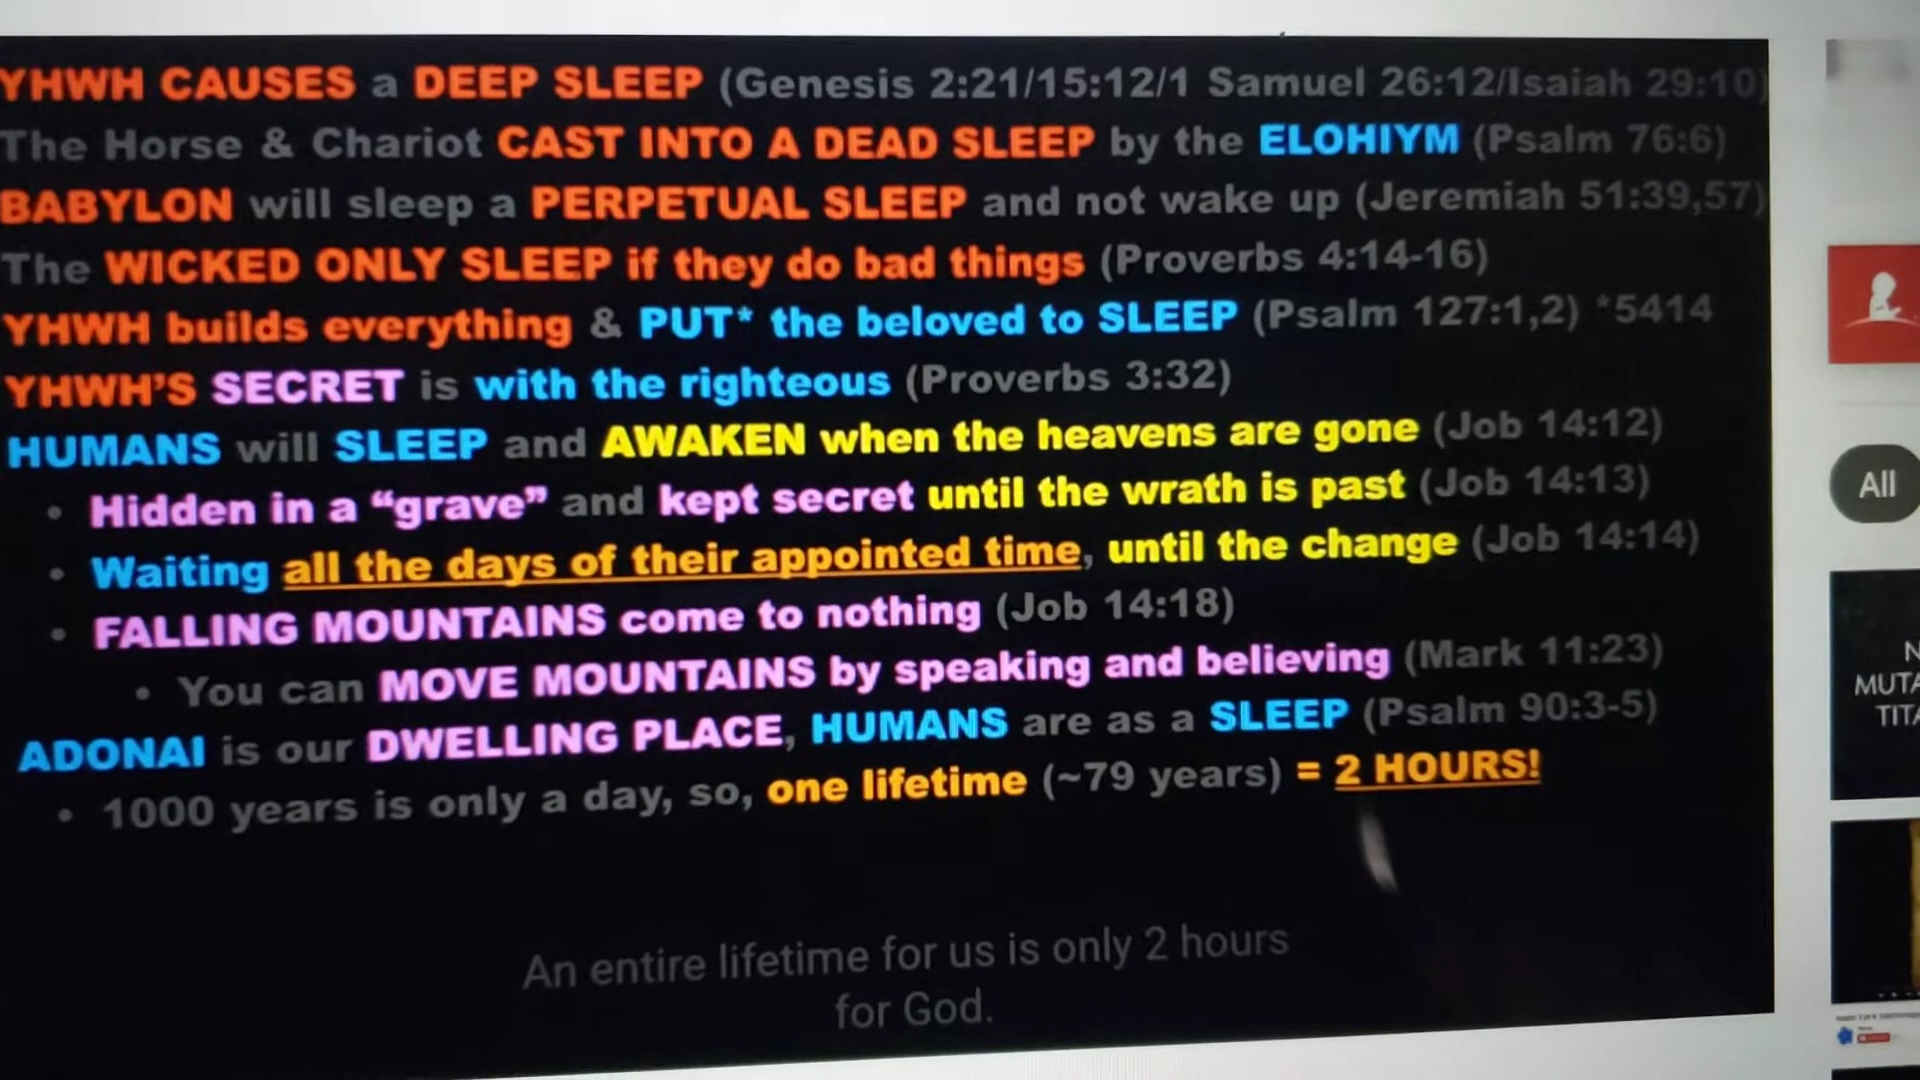 YHWH CAUSES a DEEP SLEEP (Genesis 2:21/15:12/1 Samuel 26:12/Isaiah 29:10)
The Horse & Chariot CAST INTO A DEAD SLEEP by the ELOHIYM (Psalm 76:6)
BABYLON will sleep a PERPETUAL SLEEP and not wake up (Jeremiah 51:39,57)
The WICKED ONLY SLEEP if they do bad things (Proverbs 4:14-16)
YHWH builds everything & PUT* the beloved to SLEEP (Psalm 127:1,2) *5414
YHWH'S SECRET is with the righteous (Proverbs 3:32)
HUMANS will SLEEP and AWAKEN when the heavens are gone (Job 14:12)
• Hidden in a “grave” and kept secret until the wrath is past (Job 14:13)
• Waiting all the days of their appointed time, until the change (Job 14:14)
• FALLING MOUNTAINS come to nothing (Job 14:18)
• You can MOVE MOUNTAINS by speaking and believing (Mark 11:23)
ADONAI is our DWELLING PLACE, HUMANS are as a SLEEP (Psalm 90:3-5)
• 1000 years is only a day, so, one lifetime (~79 years) = 2 HOURS!
An entire lifetime for us is only 2 hours
for God.
All
N
MUTA
TITA